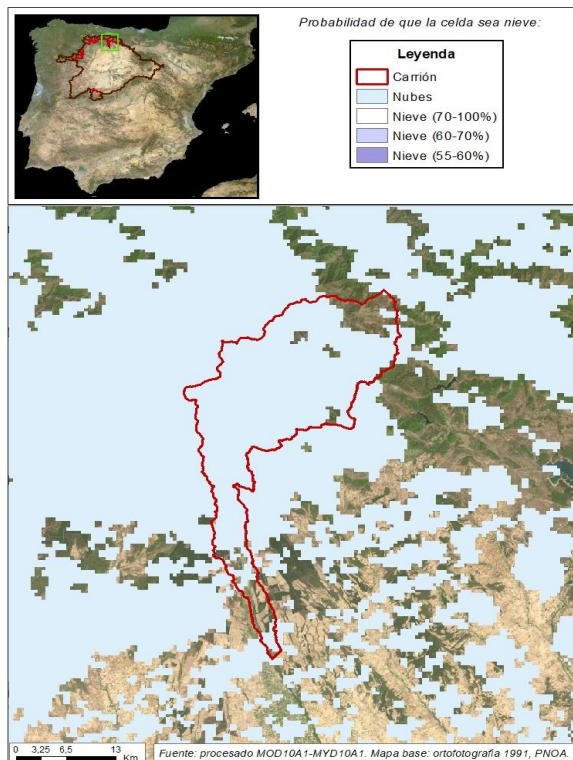 Probabilidad de que la celda sea nieve:
Leyenda
Carrión
Nubes
Nieve (70-100%)
Nieve (60-70%)
Nieve (55-60%)
0 3,25 6,5 13
Km
Fuente: procesado MOD10A1-MYD10A1. Mapa base: ortofotografía 1991, PNOA.